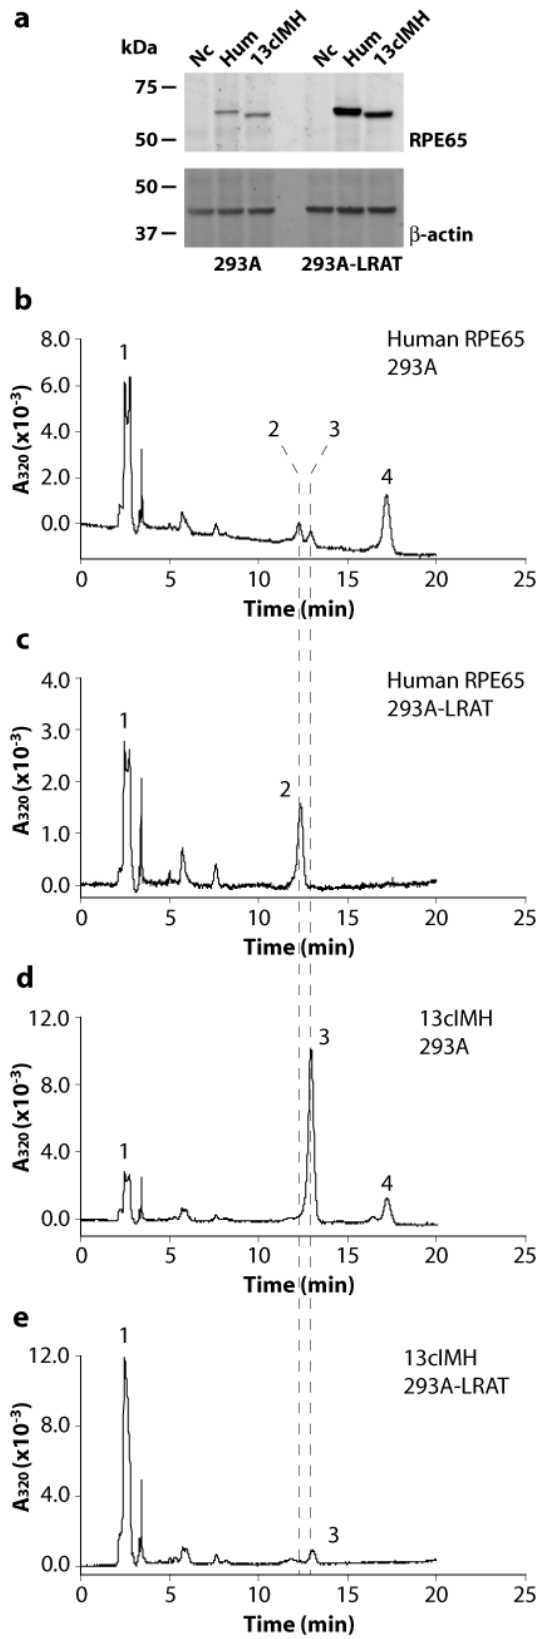 a
kDa
Nc Hum 13cIMH Nc Hum 13cIMH
75
50
RPE65
50
37
β-actin
293A 293A-LRAT
b
Human RPE65
293A
A320 (x10-3)
8.0
6.0
4.0
2.0
0.0
1
2 3
4
0 5 10 15 20 25
Time (min)
c
Human RPE65
293A-LRAT
A320 (x10-3)
4.0
3.0
2.0
1.0
0.0
1
2
0 5 10 15 20 25
Time (min)
d
13cIMH
293A
A320 (x10-3)
12.0
8.0
4.0
0.0
1
3
4
0 5 10 15 20 25
Time (min)
e
13cIMH
293A-LRAT
A320 (x10-3)
12.0
8.0
4.0
0.0
1
3
0 5 10 15 20 25
Time (min)